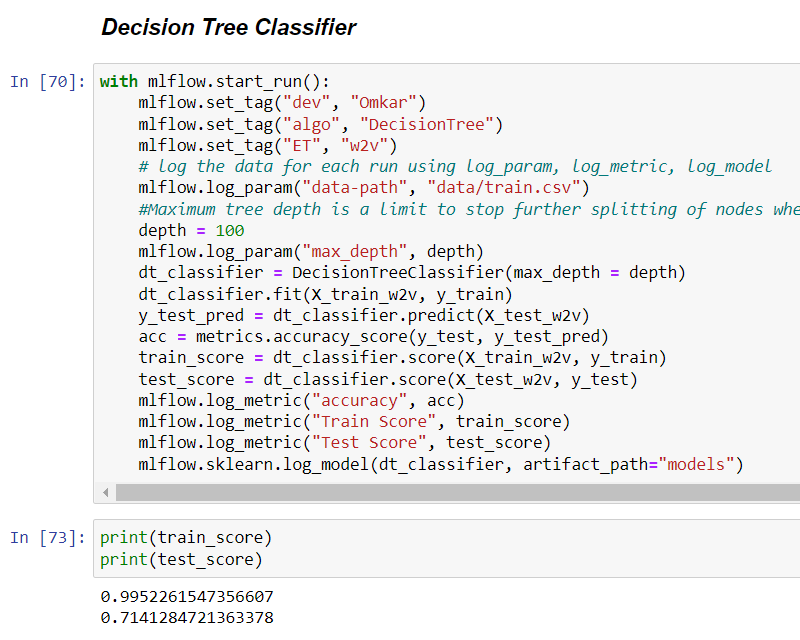 Decision Tree Classifier
In [70]: with mlflow.start_run():
    mlflow.set_tag("dev", "Omkar")
    mlflow.set_tag("algo", "DecisionTree")
    mlflow.set_tag("ET", "w2v")
    # log the data for each run using log_param, log_metric, log_model
    mlflow.log_param("data-path", "data/train.csv")
    #Maximum tree depth is a limit to stop further splitting of nodes whe
    depth = 100
    mlflow.log_param("max_depth", depth)
    dt_classifier = DecisionTreeClassifier(max_depth = depth)
    dt_classifier.fit(X_train_w2v, y_train)
    y_test_pred = dt_classifier.predict(X_test_w2v)
    acc = metrics.accuracy_score(y_test, y_test_pred)
    train_score = dt_classifier.score(X_train_w2v, y_train)
    test_score = dt_classifier.score(X_test_w2v, y_test)
    mlflow.log_metric("accuracy", acc)
    mlflow.log_metric("Train Score", train_score)
    mlflow.log_metric("Test Score", test_score)
    mlflow.sklearn.log_model(dt_classifier, artifact_path="models")
In [73]: print(train_score)
print(test_score)
0.9952261547356607
0.7141284721363378